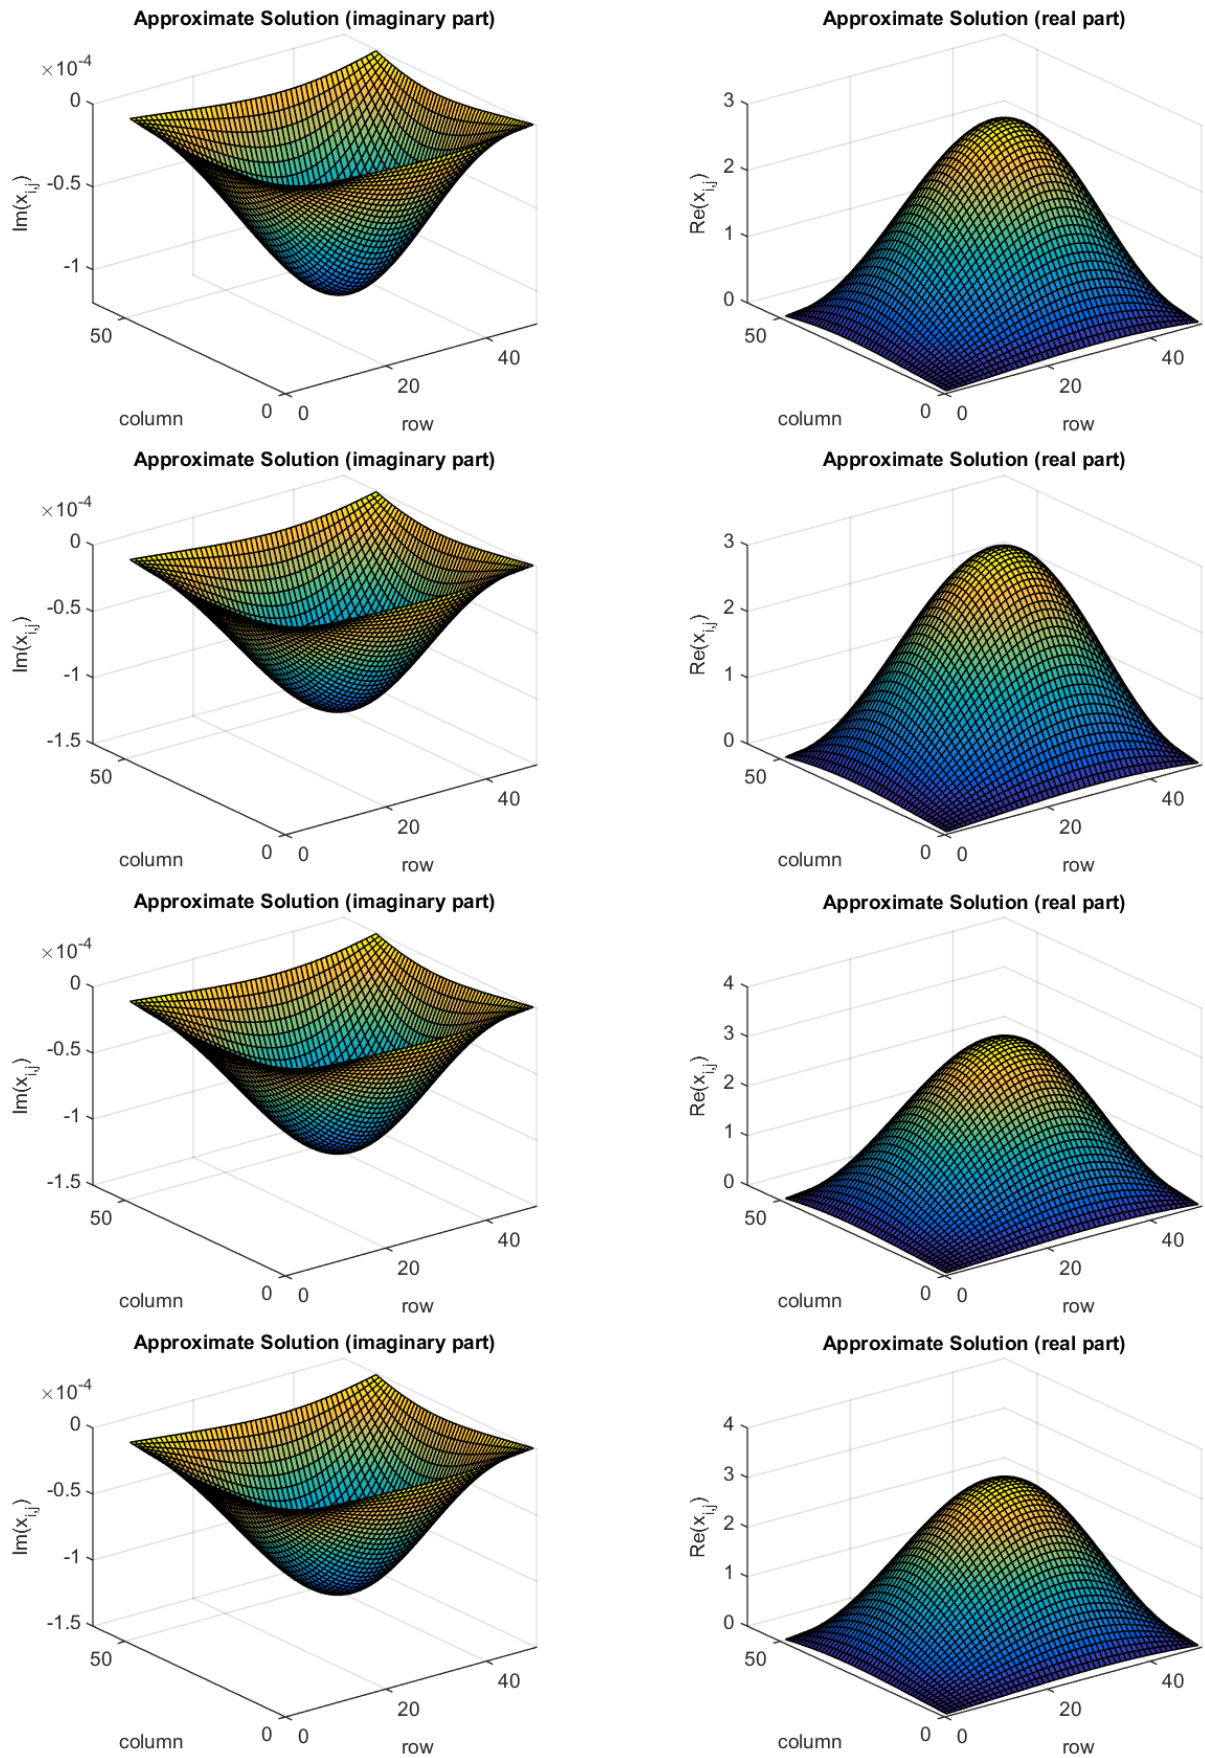 Approximate Solution (imaginary part)
×10⁻⁴
0
-0.5
-1
Im(x_{i,j})
50
0
column
0
20
40
row
Approximate Solution (real part)
3
2
1
0
Re(x_{i,j})
50
0
column
0
20
40
row
Approximate Solution (imaginary part)
×10⁻⁴
0
-0.5
-1
-1.5
Im(x_{i,j})
50
0
column
0
20
40
row
Approximate Solution (real part)
3
2
1
0
Re(x_{i,j})
50
0
column
0
20
40
row
Approximate Solution (imaginary part)
×10⁻⁴
0
-0.5
-1
-1.5
Im(x_{i,j})
50
0
column
0
20
40
row
Approximate Solution (real part)
4
3
2
1
0
Re(x_{i,j})
50
0
column
0
20
40
row
Approximate Solution (imaginary part)
×10⁻⁴
0
-0.5
-1
-1.5
Im(x_{i,j})
50
0
column
0
20
40
row
Approximate Solution (real part)
4
3
2
1
0
Re(x_{i,j})
50
0
column
0
20
40
row